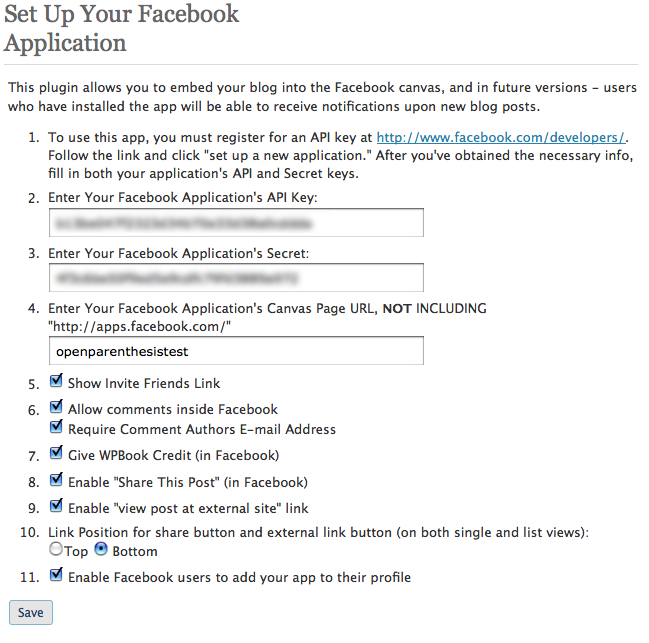 Set Up Your Facebook
Application
This plugin allows you to embed your blog into the Facebook canvas, and in future versions – users
who have installed the app will be able to receive notifications upon new blog posts.
1. To use this app, you must register for an API key at http://www.facebook.com/developers/.
Follow the link and click "set up a new application." After you've obtained the necessary info,
fill in both your application's API and Secret keys.
2. Enter Your Facebook Application's API Key:
3. Enter Your Facebook Application's Secret:
4. Enter Your Facebook Application's Canvas Page URL, NOT INCLUDING
"http://apps.facebook.com/"
openparenthesistest
5. Show Invite Friends Link
6. Allow comments inside Facebook
Require Comment Authors E-mail Address
7. Give WPBook Credit (in Facebook)
8. Enable "Share This Post" (in Facebook)
9. Enable "view post at external site" link
10. Link Position for share button and external link button (on both single and list views):
Top Bottom
11. Enable Facebook users to add your app to their profile
Save